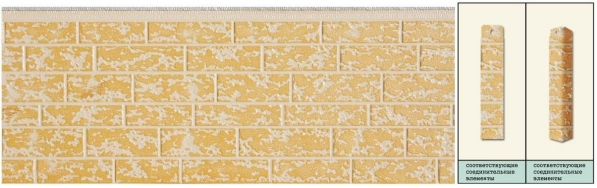 соответствующие
соединительные
элементы
соответствующие
соединительные
элементы